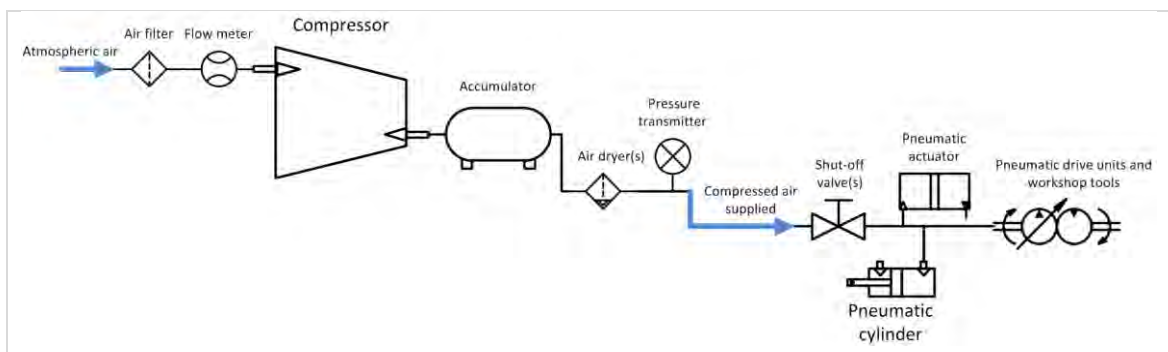 Compressor
Air filter
Flow meter
Atmospheric air
Accumulator
Pressure
transmitter
Air dryer(s)
Compressed air
supplied
Shut-off
valve(s)
Pneumatic
actuator
Pneumatic drive units and
workshop tools
Pneumatic
cylinder